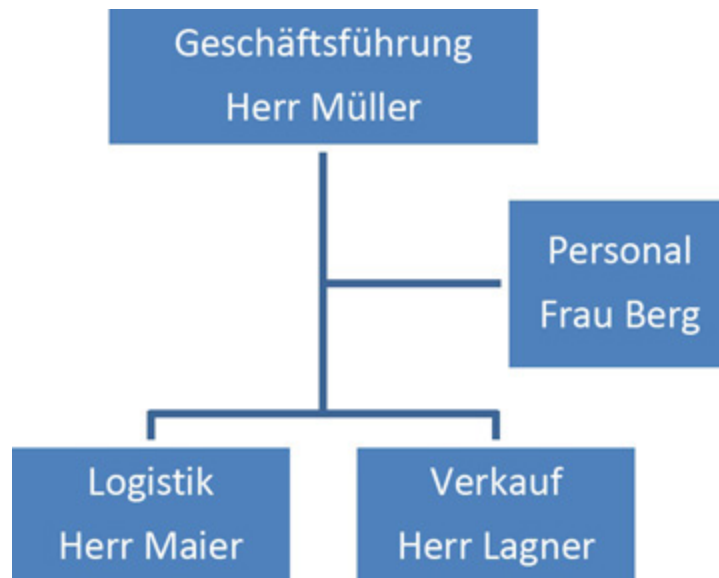 Geschäftsführung
Herr Müller
Personal
Frau Berg
Logistik
Herr Maier
Verkauf
Herr Lagner